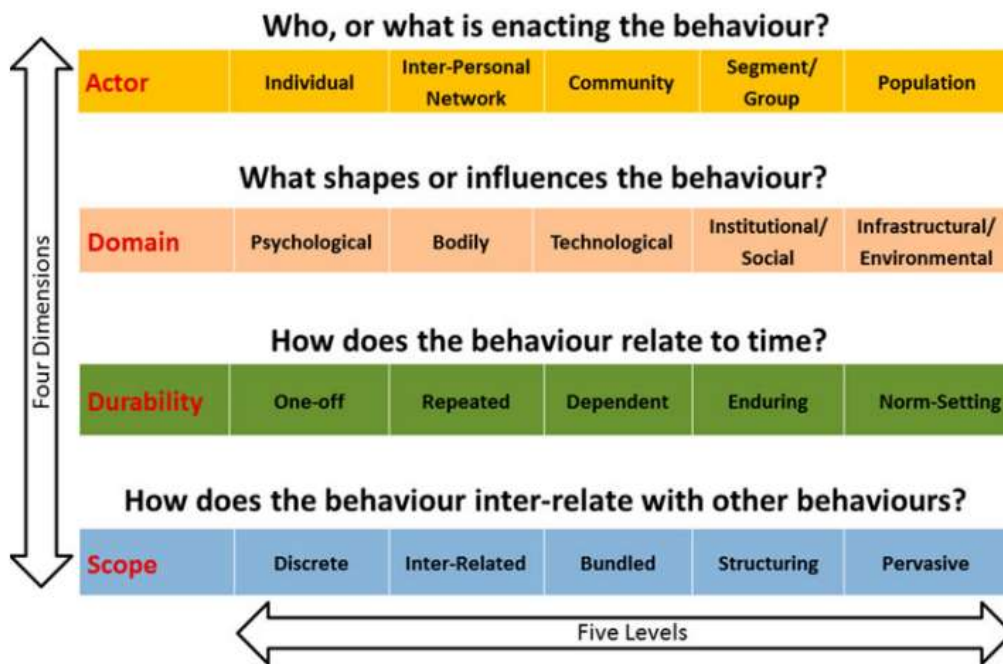 Who, or what is enacting the behaviour?
Actor
Individual
Inter-Personal
Network
Community
Segment/
Group
Population
What shapes or influences the behaviour?
Domain
Psychological
Bodily
Technological
Institutional/
Social
Infrastructural/
Environmental
How does the behaviour relate to time?
Durability
One-off
Repeated
Dependent
Enduring
Norm-Setting
How does the behaviour inter-relate with other behaviours?
Scope
Discrete
Inter-Related
Bundled
Structuring
Pervasive
Four Dimensions
Five Levels